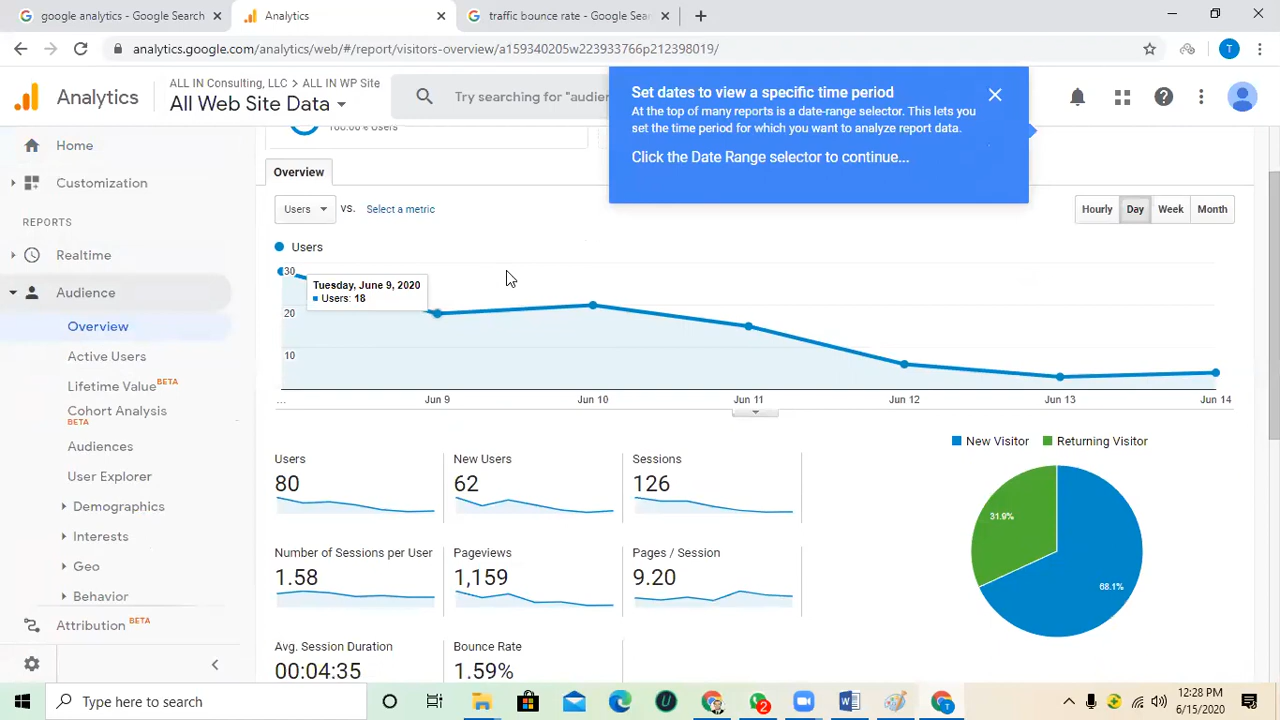 google analytics - Google Search
Analytics
traffic bounce rate - Google Sear
analytics.google.com/analytics/web/#/report/visitors-overview/a159340205w223933766p212398019/
T
Analytics
ALL IN Consulting, LLC > ALL IN WP Site
All Web Site Data
Try searching for "audien
Set dates to view a specific time period
At the top of many reports is a date-range selector. This lets you
set the time period for which you want to analyze report data.
Click the Date Range selector to continue...
Home
Customization
REPORTS
Realtime
Audience
Overview
Active Users
Lifetime Value BETA
Cohort Analysis
BETA
Audiences
User Explorer
Demographics
Interests
Geo
Behavior
Attribution BETA
100.00% Users
Overview
Users
VS.
Select a metric
Hourly
Day
Week
Month
Users
30
20
10
Tuesday, June 9, 2020
Users: 18
...
Jun 9
Jun 10
Jun 11
Jun 12
Jun 13
Jun 14
New Visitor
Returning Visitor
31.9%
68.1%
Users
80
New Users
62
Sessions
126
Number of Sessions per User
1.58
Pageviews
1,159
Pages / Session
9.20
Avg. Session Duration
00:04:35
Bounce Rate
1.59%
Type here to search
2
T
12:28 PM
6/15/2020